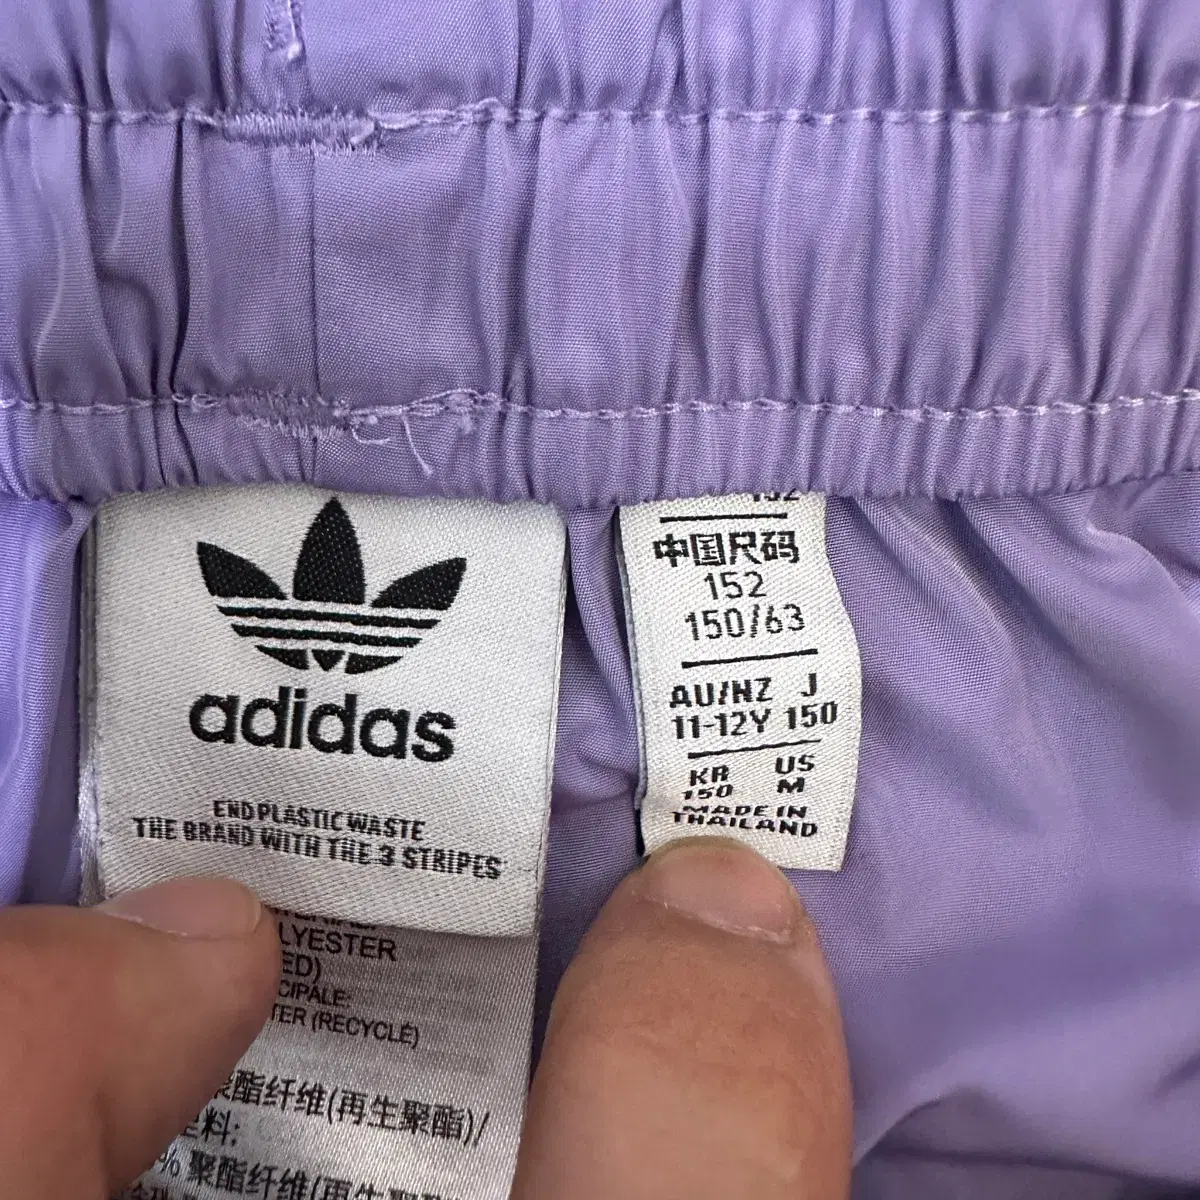 adidas
END PLASTIC WASTE
THE BRAND WITH THE 3 STRIPES
LYESTER
ED)
CIPALE:
TER (RECYCLÉ)
聚酯纤维(再生聚酯)/
料:
% 聚酯纤维(再生聚酯)
152
中国尺码
152
150/63
AU/NZ J
11-12Y 150
KR US
150 M
MADE IN
THAILAND